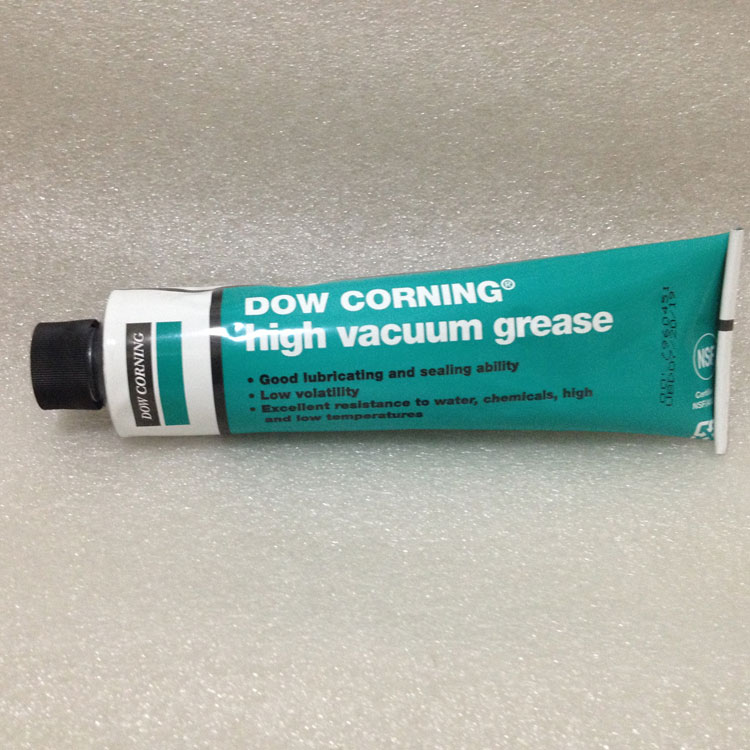 DOW CORNING
DOW CORNING®
high vacuum grease
• Good lubricating and sealing ability
• Low volatility
• Excellent resistance to water, chemicals, high
and low temperatures
NSF